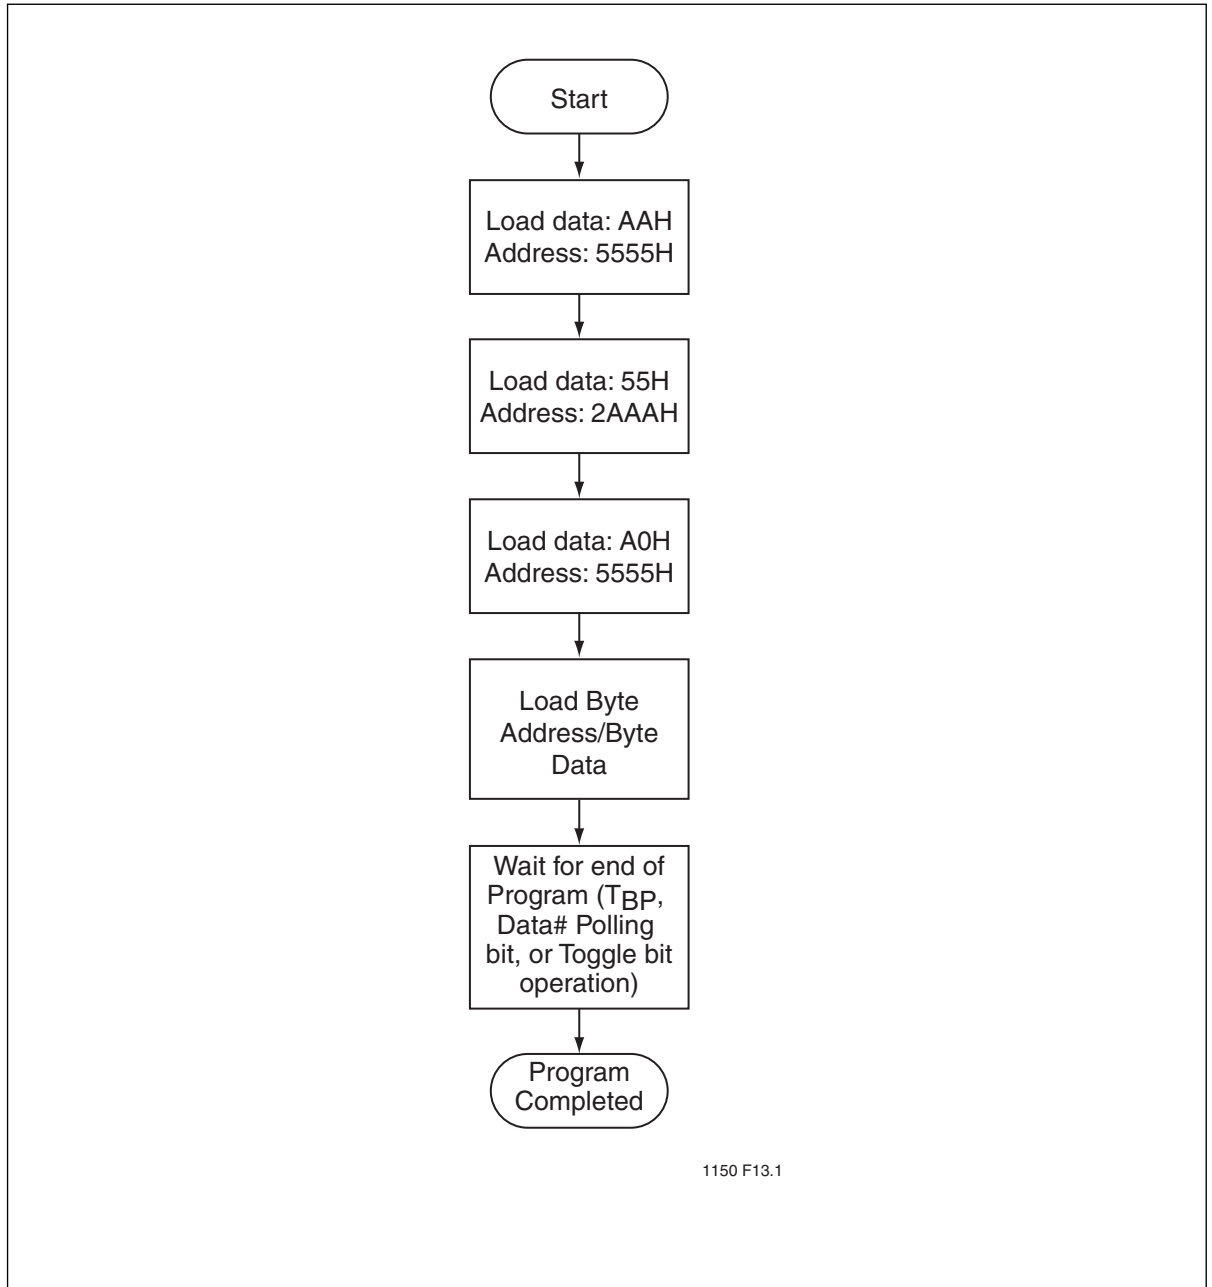 Start
Load data: AAH
Address: 5555H
Load data: 55H
Address: 2AAAH
Load data: A0H
Address: 5555H
Load Byte
Address/Byte
Data
Wait for end of
Program (TBP,
Data# Polling
bit, or Toggle bit
operation)
Program
Completed
1150 F13.1